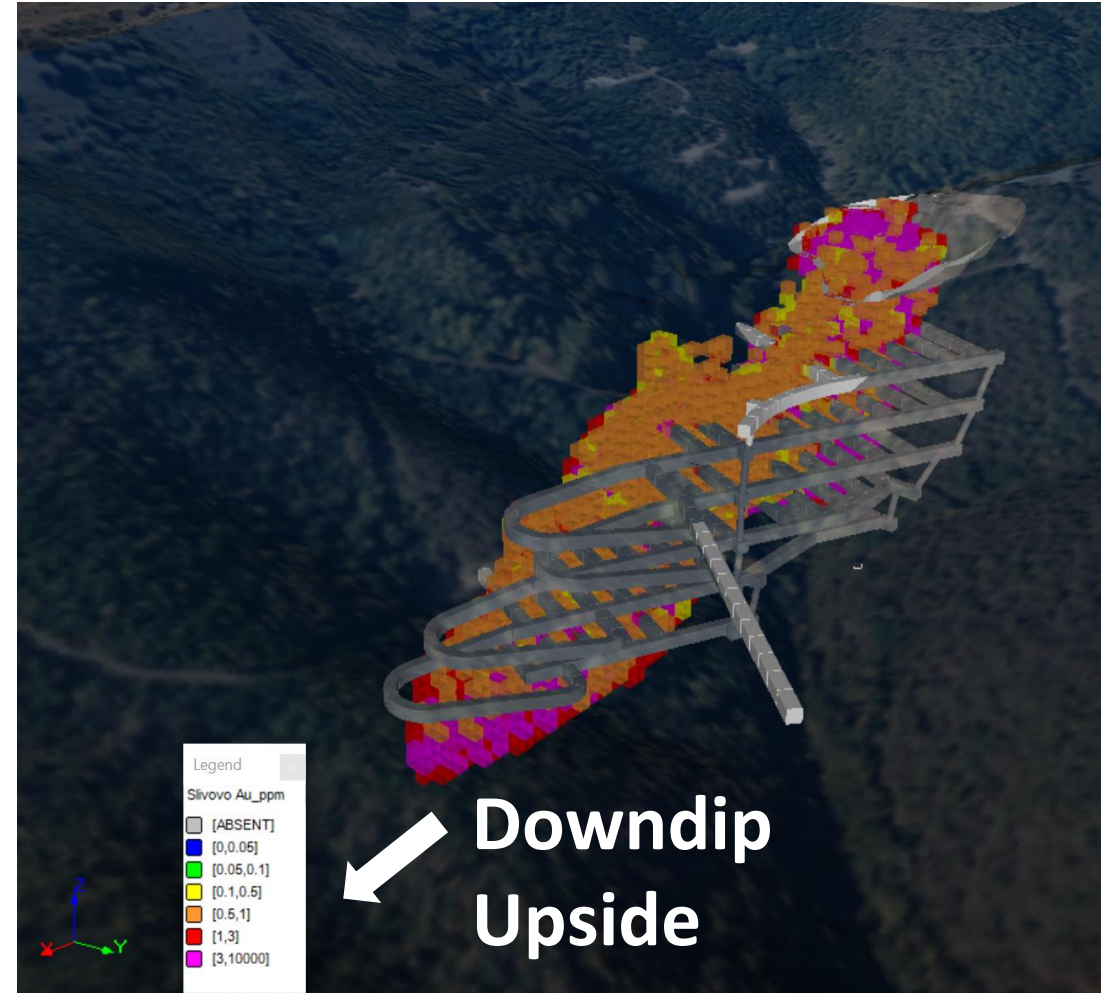 Downdip
Upside
Legend
x
Slivovo Au_ppm
[ABSENT]
[0,0.05]
[0.05,0.1]
[0.1,0.5]
[0.5,1]
[1,3]
[3,10000]
Z
X
Y